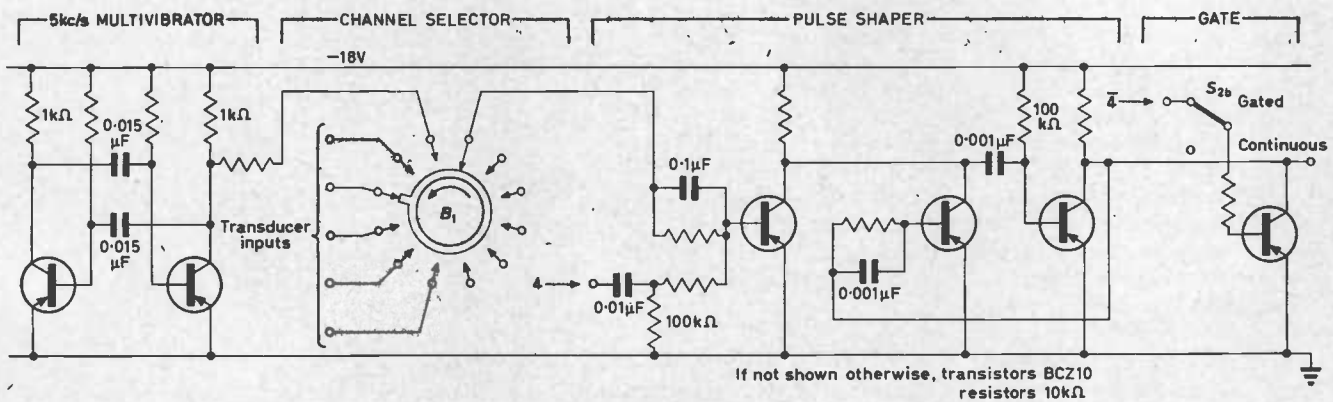 5kc/s MULTIVIBRATOR
CHANNEL SELECTOR
PULSE SHAPER
GATE
-18V
1kΩ
0.015
μF
1kΩ
0.015
μF
Transducer
inputs
B1
0·1μF
4
0·01μF
100kΩ
0·001μF
100
kΩ
0·001μF
4̅
S2b
Gated
Continuous
If not shown otherwise, transistors BCZ10
resistors 10kΩ